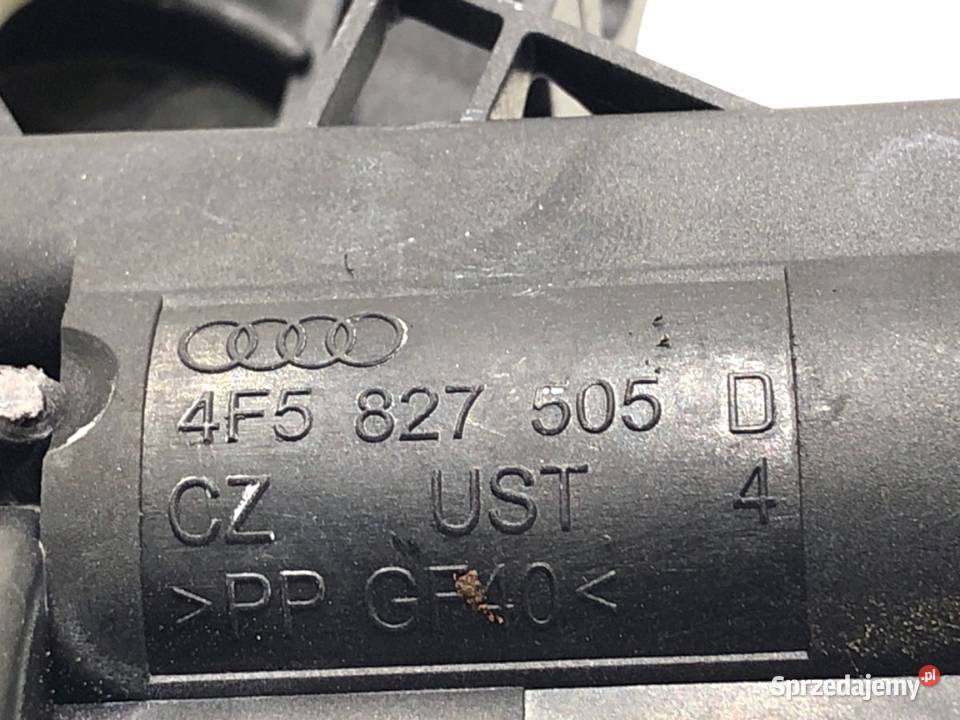 4F5 827 505 D
CZ UST 4
>PP GF40<
Sprzedajemy.pl